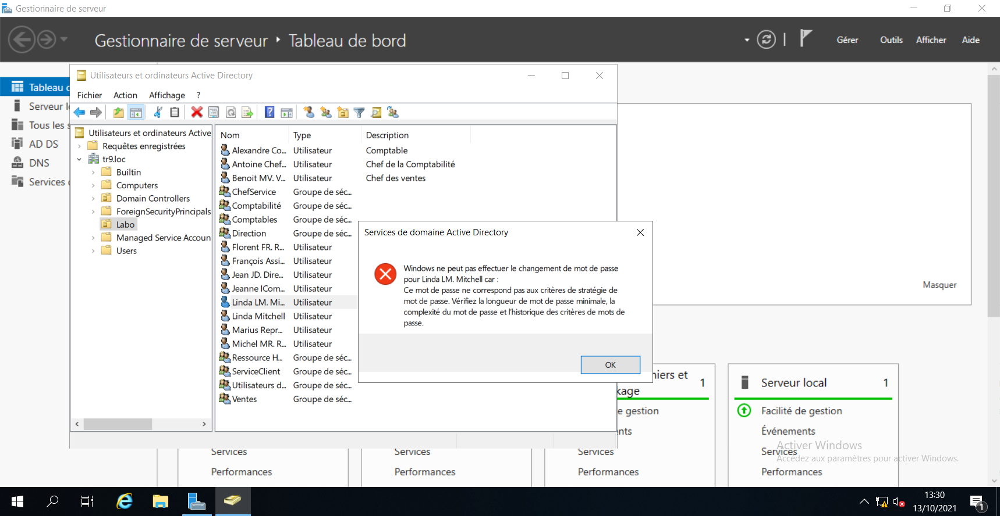 Gestionnaire de serveur
Gestionnaire de serveur ‣ Tableau de bord
Gérer Outils Afficher Aide
Tableau d
Serveur l
Tous les s
AD DS
DNS
Services
Utilisateurs et ordinateurs Active Directory
Fichier Action Affichage ?
Utilisateurs et ordinateurs Active
Requêtes enregistrées
tr9.loc
Builtin
Computers
Domain Controllers
ForeignSecurityPrincipals
Labo
Managed Service Accoun
Users
Nom Type Description
Alexandre Co... Utilisateur Comptable
Antoine Chef... Utilisateur Chef de la Comptabilité
Benoit MV. V... Utilisateur Chef des ventes
ChefService Groupe de séc...
Comptabilité Groupe de séc...
Comptables Groupe de séc...
Direction Groupe de séc...
Florent FR. R... Utilisateur
François Assi... Utilisateur
Jean JD. Dire... Utilisateur
Jeanne ICom... Utilisateur
Linda LM. Mi... Utilisateur
Linda Mitchell Utilisateur
Marius Repr... Utilisateur
Michel MR. R... Utilisateur
Ressource H... Groupe de séc...
ServiceClient Groupe de séc...
Utilisateurs d... Groupe de séc...
Ventes Groupe de séc...
Services de domaine Active Directory
Windows ne peut pas effectuer le changement de mot de passe
pour Linda LM. Mitchell car :
Ce mot de passe ne correspond pas aux critères de stratégie de
mot de passe. Vérifiez la longueur de mot de passe minimale, la
complexité du mot de passe et l'historique des critères de mots de
passe.
OK
Masquer
Services
Performances
Services
Performances
niers et
kage
1
e gestion
nts
Services
Performances
Serveur local 1
Facilité de gestion
Événements
Services
Performances
Activer Windows
Accédez aux paramètres pour activer Windows.
13:30
13/10/2021
1